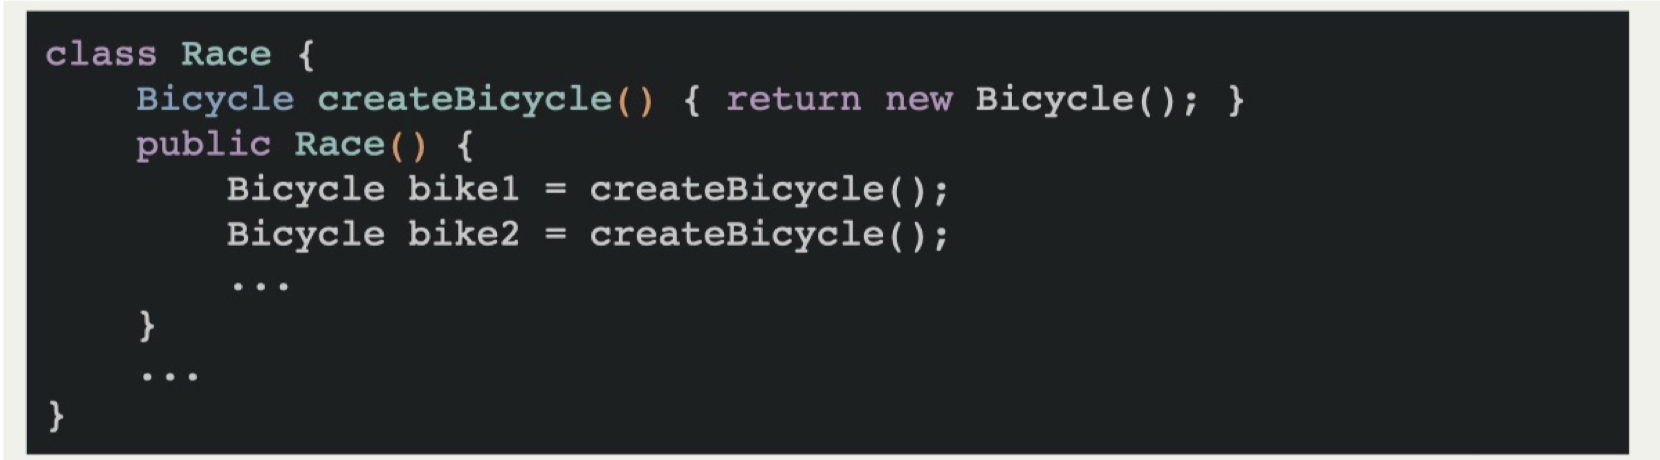 class Race {
    Bicycle createBicycle() { return new Bicycle(); }
    public Race() {
        Bicycle bike1 = createBicycle();
        Bicycle bike2 = createBicycle();
        ...
    }
    ...
}